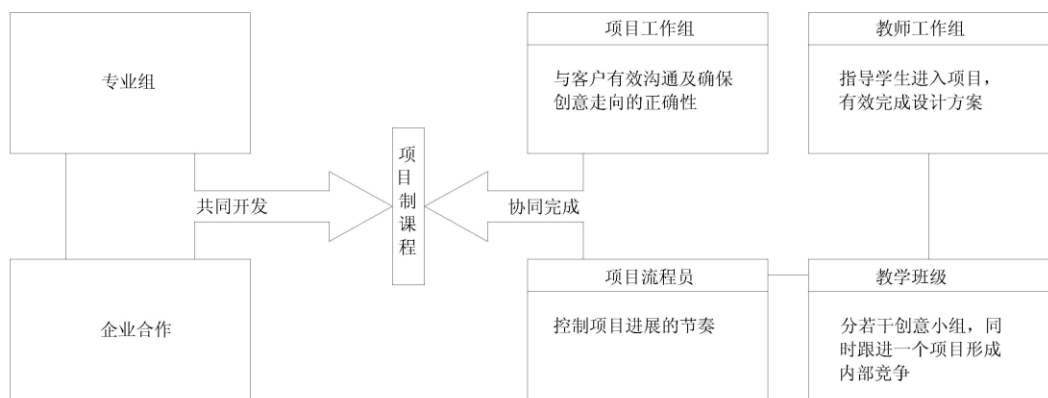 专业组
项目工作组
教师工作组
与客户有效沟通及确保
创意走向的正确性
指导学生进入项目，
有效完成设计方案
共同开发
项目制课程
协同完成
企业合作
项目流程员
教学班级
控制项目进展的节奏
分若干创意小组，同
时跟进一个项目形成
内部竞争